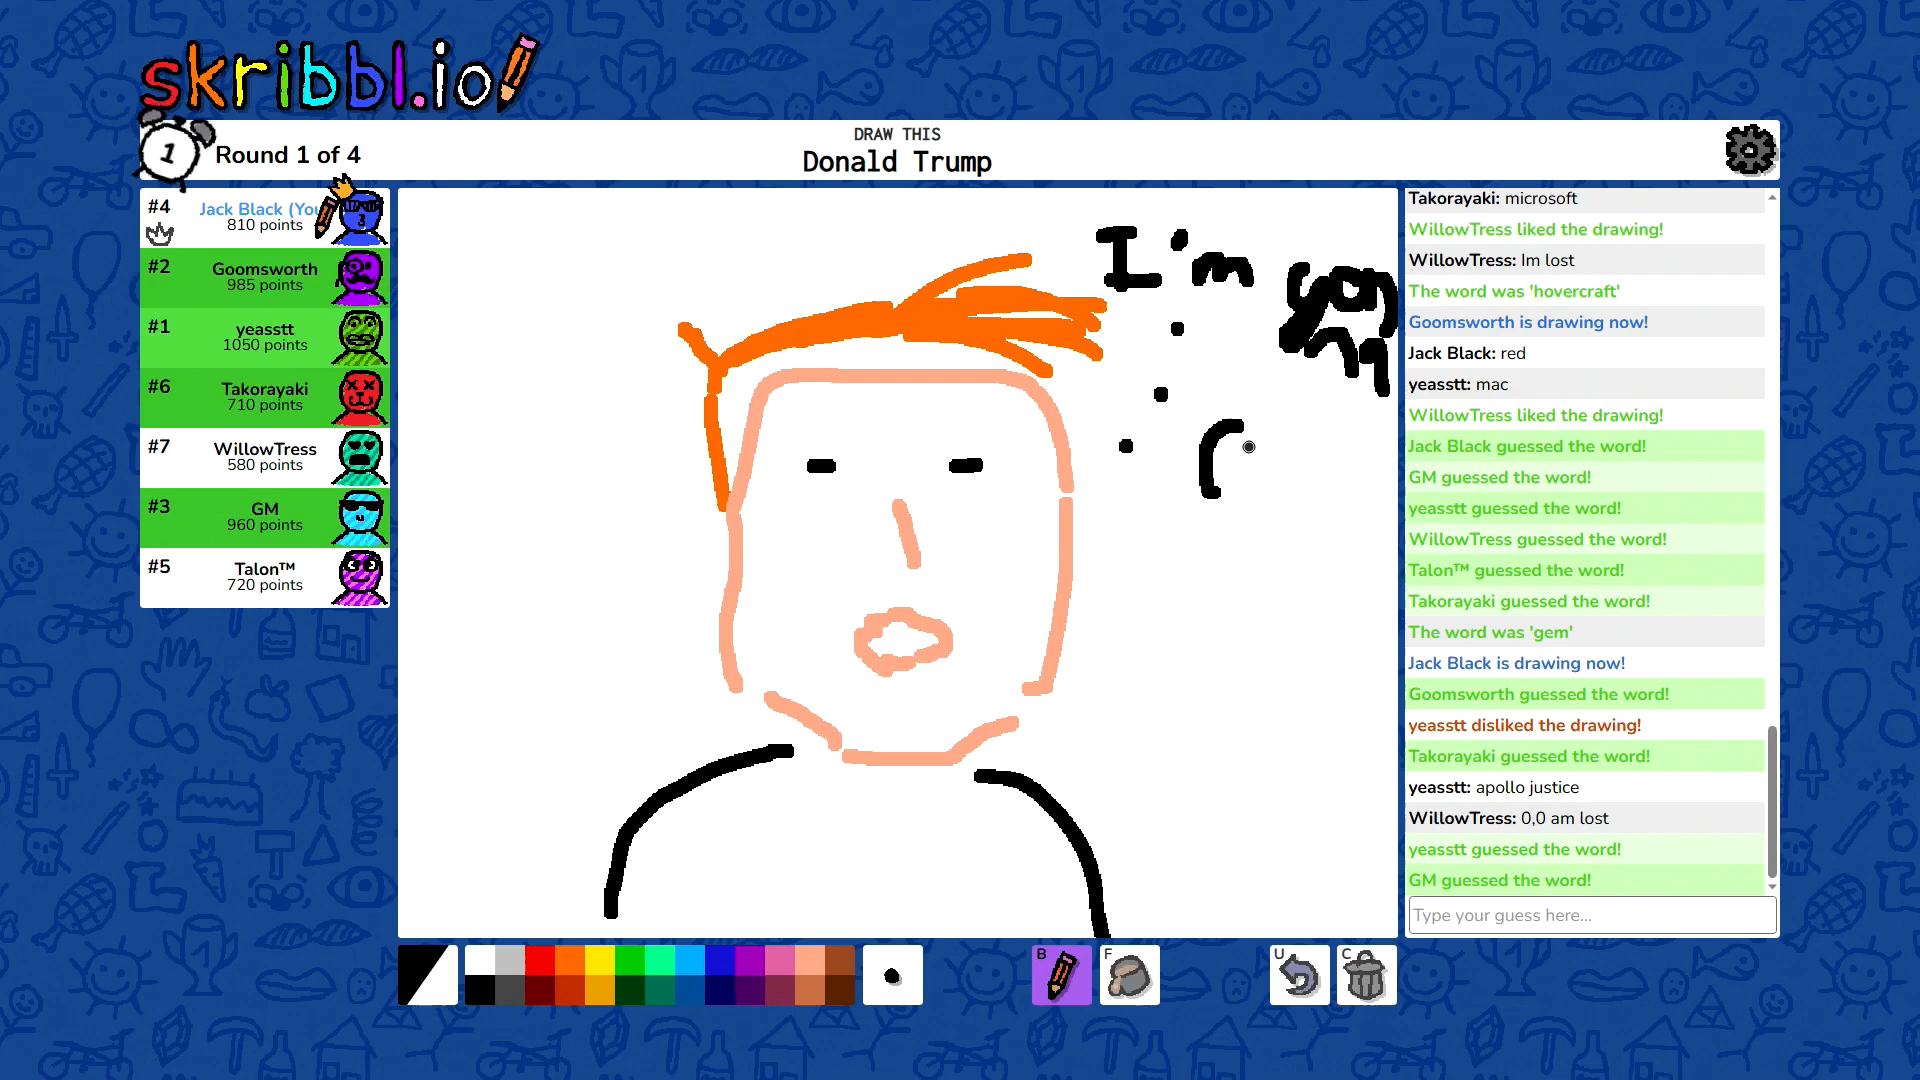 skribbl.io
1
Round 1 of 4
DRAW THIS
Donald Trump
#4
Jack Black (You
810 points
#2
Goomsworth
985 points
#1
yeasstt
1050 points
#6
Takorayaki
710 points
#7
WillowTress
580 points
#3
GM
960 points
#5
Talon™
720 points
I'm
Takorayaki: microsoft
WillowTress liked the drawing!
WillowTress: Im lost
The word was 'hovercraft'
Goomsworth is drawing now!
Jack Black: red
yeasstt: mac
WillowTress liked the drawing!
Jack Black guessed the word!
GM guessed the word!
yeasstt guessed the word!
WillowTress guessed the word!
Talon™ guessed the word!
Takorayaki guessed the word!
The word was 'gem'
Jack Black is drawing now!
Goomsworth guessed the word!
yeasstt disliked the drawing!
Takorayaki guessed the word!
yeasstt: apollo justice
WillowTress: 0,0 am lost
yeasstt guessed the word!
GM guessed the word!
Type your guess here...
B
F
U
C